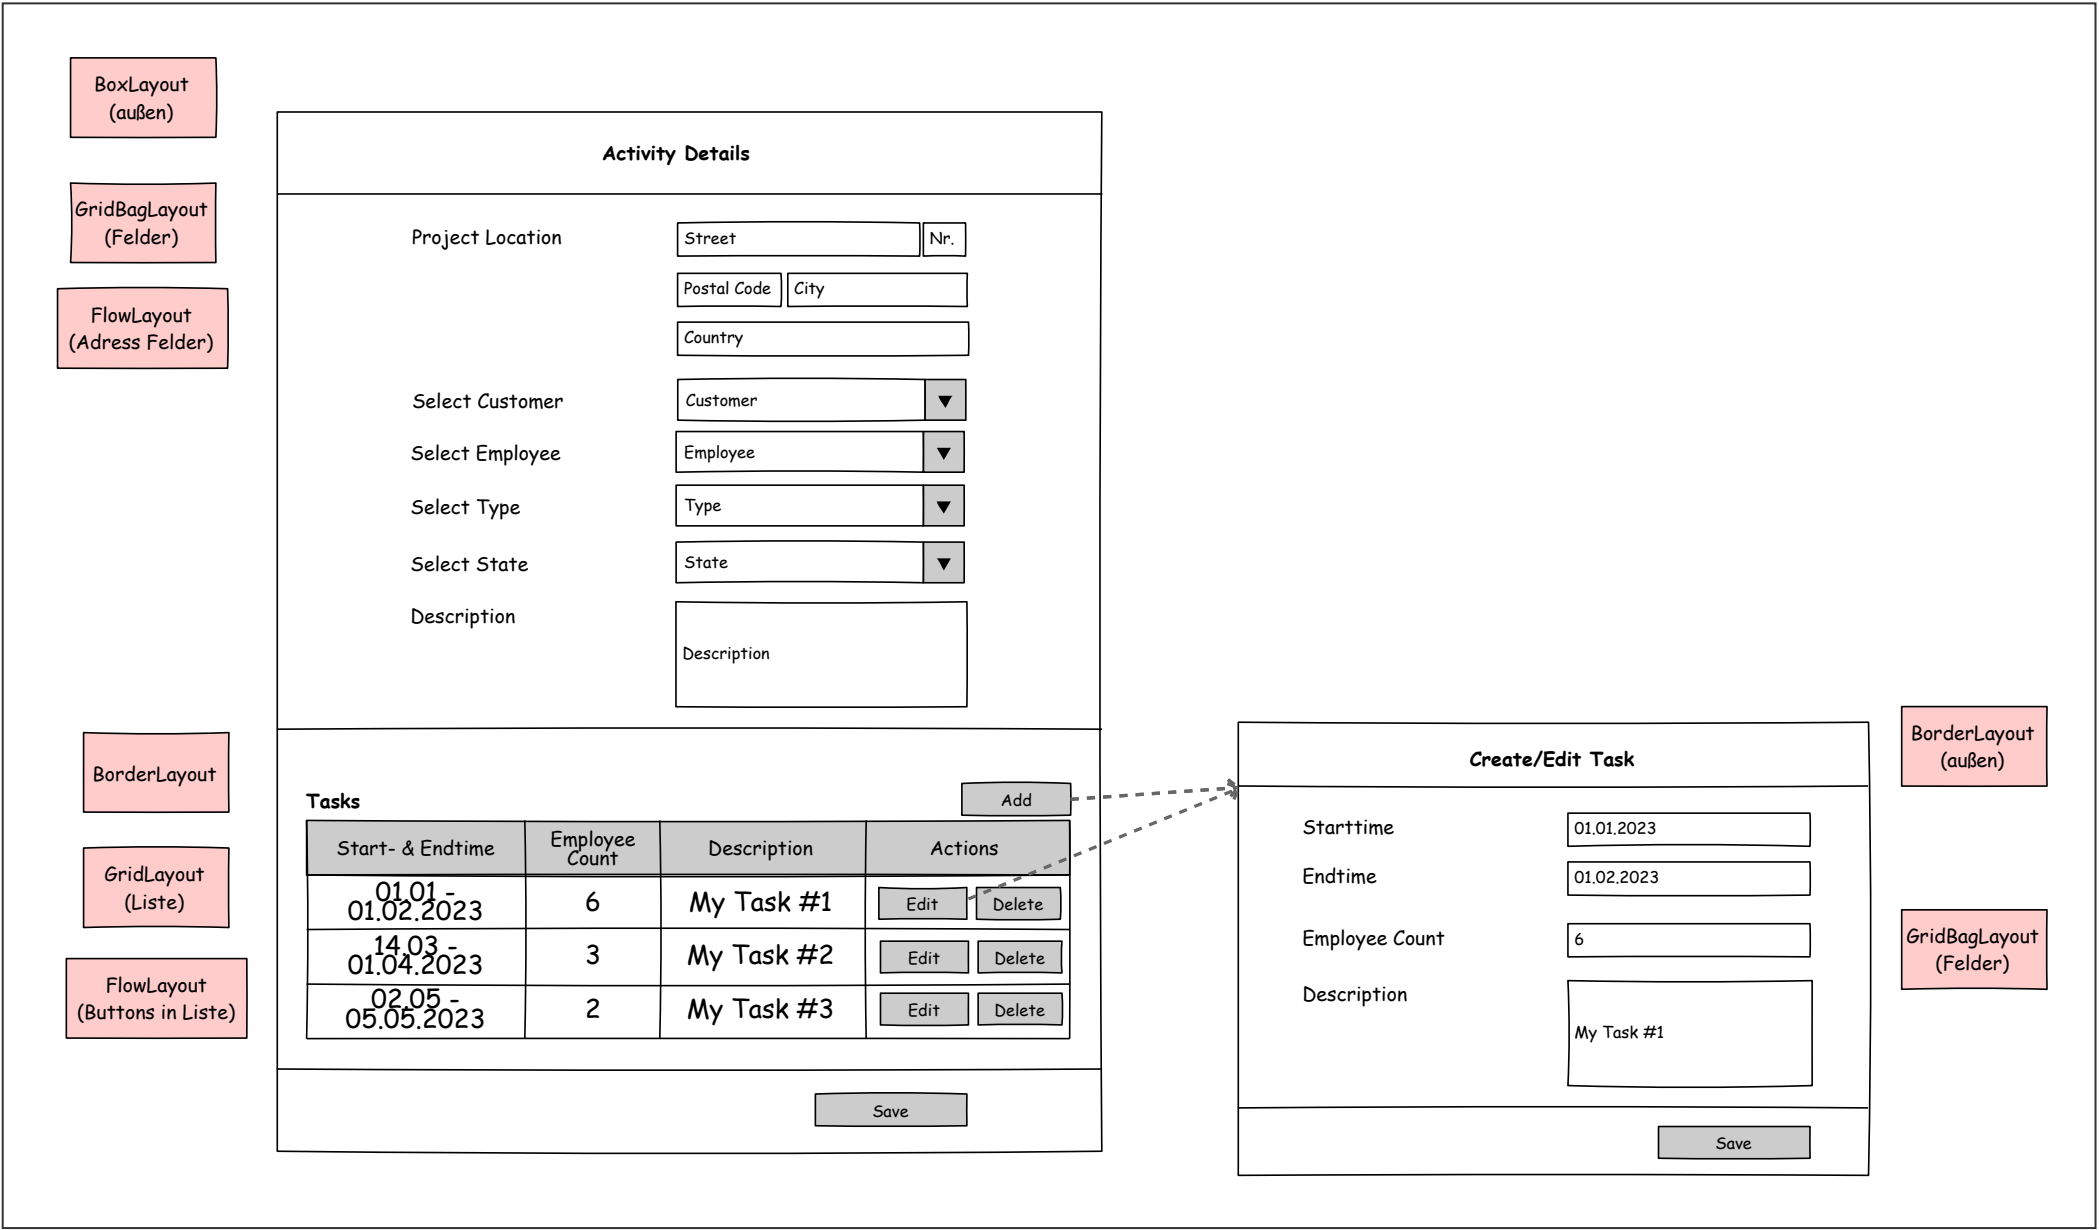 BoxLayout
(außen)
GridBagLayout
(Felder)
FlowLayout
(Adress Felder)
Activity Details
Project Location
Street
Nr.
Postal Code
City
Country
Select Customer
Customer
▼
Select Employee
Employee
▼
Select Type
Type
▼
Select State
State
▼
Description
Description
BorderLayout
GridLayout
(Liste)
FlowLayout
(Buttons in Liste)
Tasks
Add
Start- & Endtime
Employee
Count
Description
Actions
01.01 -
01.02.2023
6
My Task #1
Edit
Delete
14.03 -
01.04.2023
3
My Task #2
Edit
Delete
02.05 -
05.05.2023
2
My Task #3
Edit
Delete
Save
Create/Edit Task
Starttime
01.01.2023
Endtime
01.02.2023
Employee Count
6
Description
My Task #1
Save
BorderLayout
(außen)
GridBagLayout
(Felder)